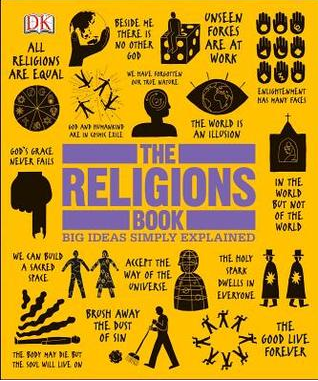 DK
ALL
RELIGIONS
ARE EQUAL
BESIDE ME
THERE IS
NO OTHER
GOD
UNSEEN
FORCES
ARE AT
WORK
WE HAVE FORGOTTEN
OUR TRUE NATURE
ENLIGHTENMENT
HAS MANY FACES
GOD AND HUMANKIND
ARE IN COSMIC EXILE
THE WORLD IS
AN ILLUSION
GOD'S GRACE
NEVER FAILS
THE
RELIGIONS
BOOK
BIG IDEAS SIMPLY EXPLAINED
IN THE
WORLD
BUT NOT
OF THE
WORLD
WE CAN BUILD
A SACRED
SPACE
ACCEPT THE
WAY OF THE
UNIVERSE
THE HOLY
SPARK
DWELLS IN
EVERYONE
BRUSH AWAY
THE DUST
OF SIN
THE BODY MAY DIE BUT
THE SOUL WILL LIVE ON
THE
GOOD LIVE
FOREVER